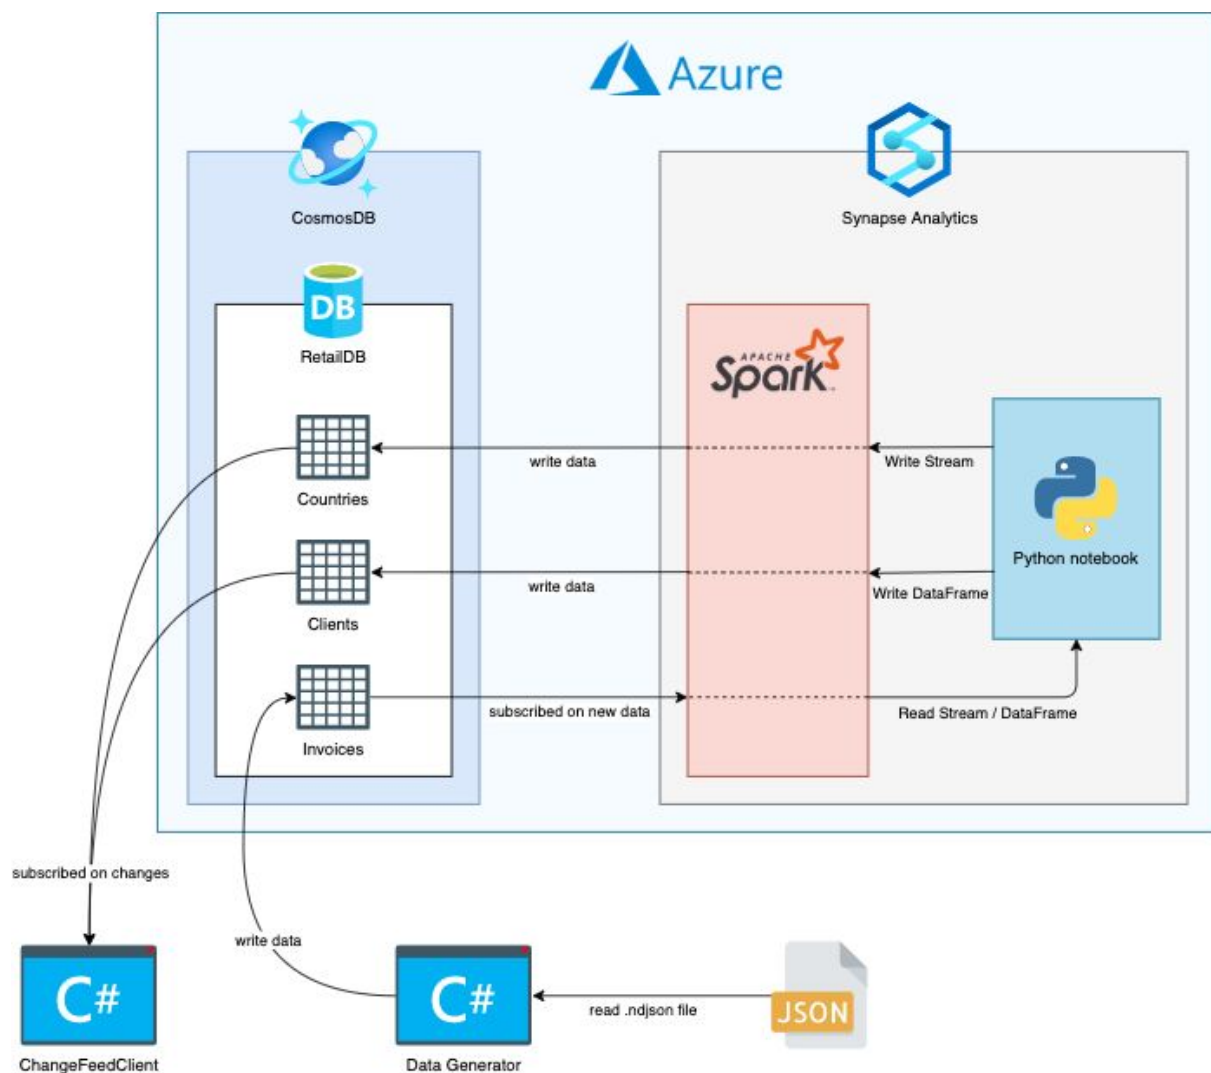 Azure
CosmosDB
Synapse Analytics
DB
RetailDB
APACHE
Spark
Countries
write data
Write Stream
Python notebook
Clients
write data
Write DataFrame
Invoices
subscribed on new data
Read Stream / DataFrame
subscribed on changes
write data
C#
ChangeFeedClient
C#
Data Generator
read .ndjson file
JSON